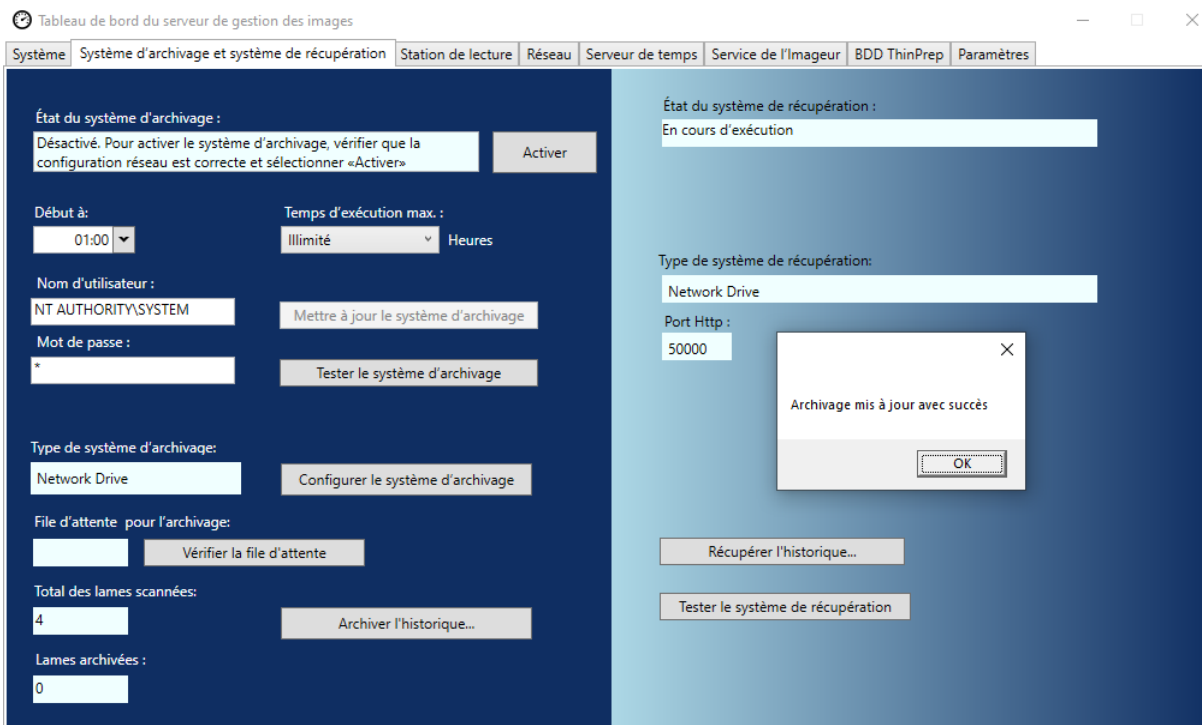 Tableau de bord du serveur de gestion des images
Système
Système d'archivage et système de récupération
Station de lecture
Réseau
Serveur de temps
Service de l'Imageur
BDD ThinPrep
Paramètres
État du système d'archivage :
Désactivé. Pour activer le système d'archivage, vérifier que la
configuration réseau est correcte et sélectionner «Activer»
Activer
Début à:
01:00
Temps d'exécution max. :
Illimité
Heures
Nom d'utilisateur :
NT AUTHORITY\SYSTEM
Mettre à jour le système d'archivage
Mot de passe :
*
Tester le système d'archivage
Type de système d'archivage:
Network Drive
Configurer le système d'archivage
File d'attente pour l'archivage:
Vérifier la file d'attente
Total des lames scannées:
4
Archiver l'historique...
Lames archivées :
0
État du système de récupération :
En cours d'exécution
Type de système de récupération:
Network Drive
Port Http :
50000
Archivage mis à jour avec succès
OK
Récupérer l'historique...
Tester le système de récupération